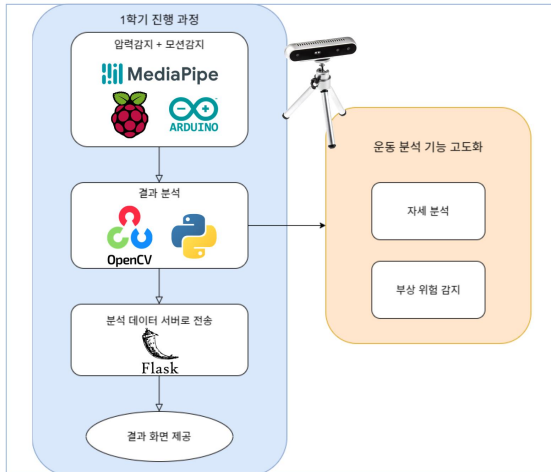 1학기 진행 과정
압력감지 + 모션감지
MediaPipe
ARDUINO
결과 분석
OpenCV
분석 데이터 서버로 전송
Flask
결과 화면 제공
운동 분석 기능 고도화
자세 분석
부상 위험 감지